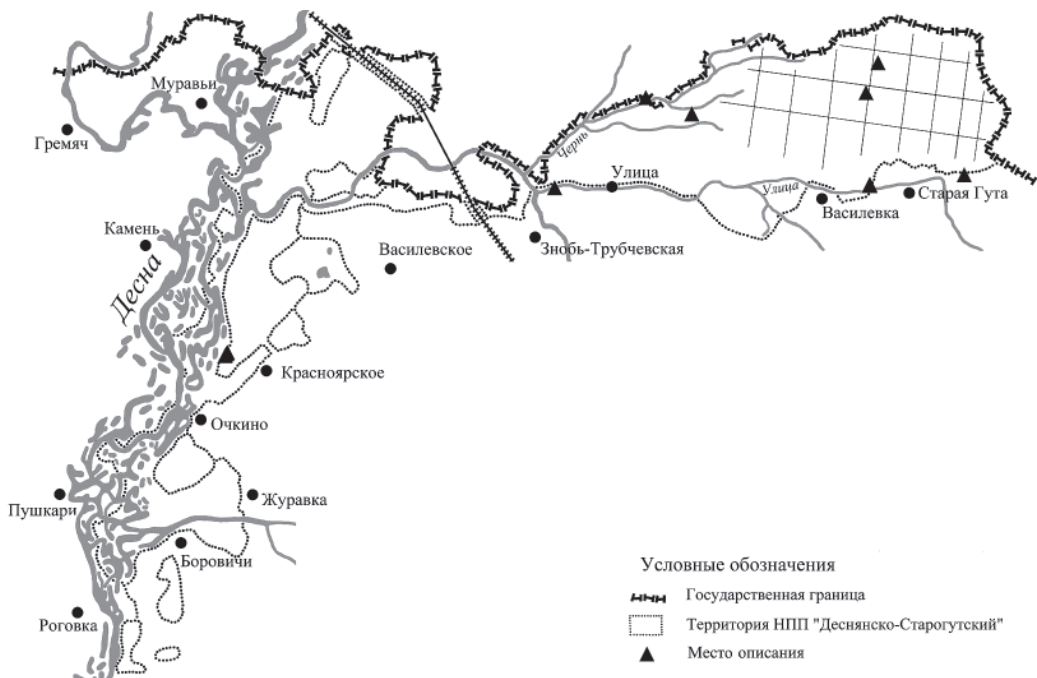 Муравьи
Гремяч
Чернь
Улица
Улица
Старая Гута
Василевка
Камень
Знобь-Трубчевская
Василевское
Десна
Красноярское
Очкино
Пушкари
Журавка
Боровичи
Роговка
Условные обозначения
Государственная граница
Территория НПП "Деснянско-Старогутский"
Место описания